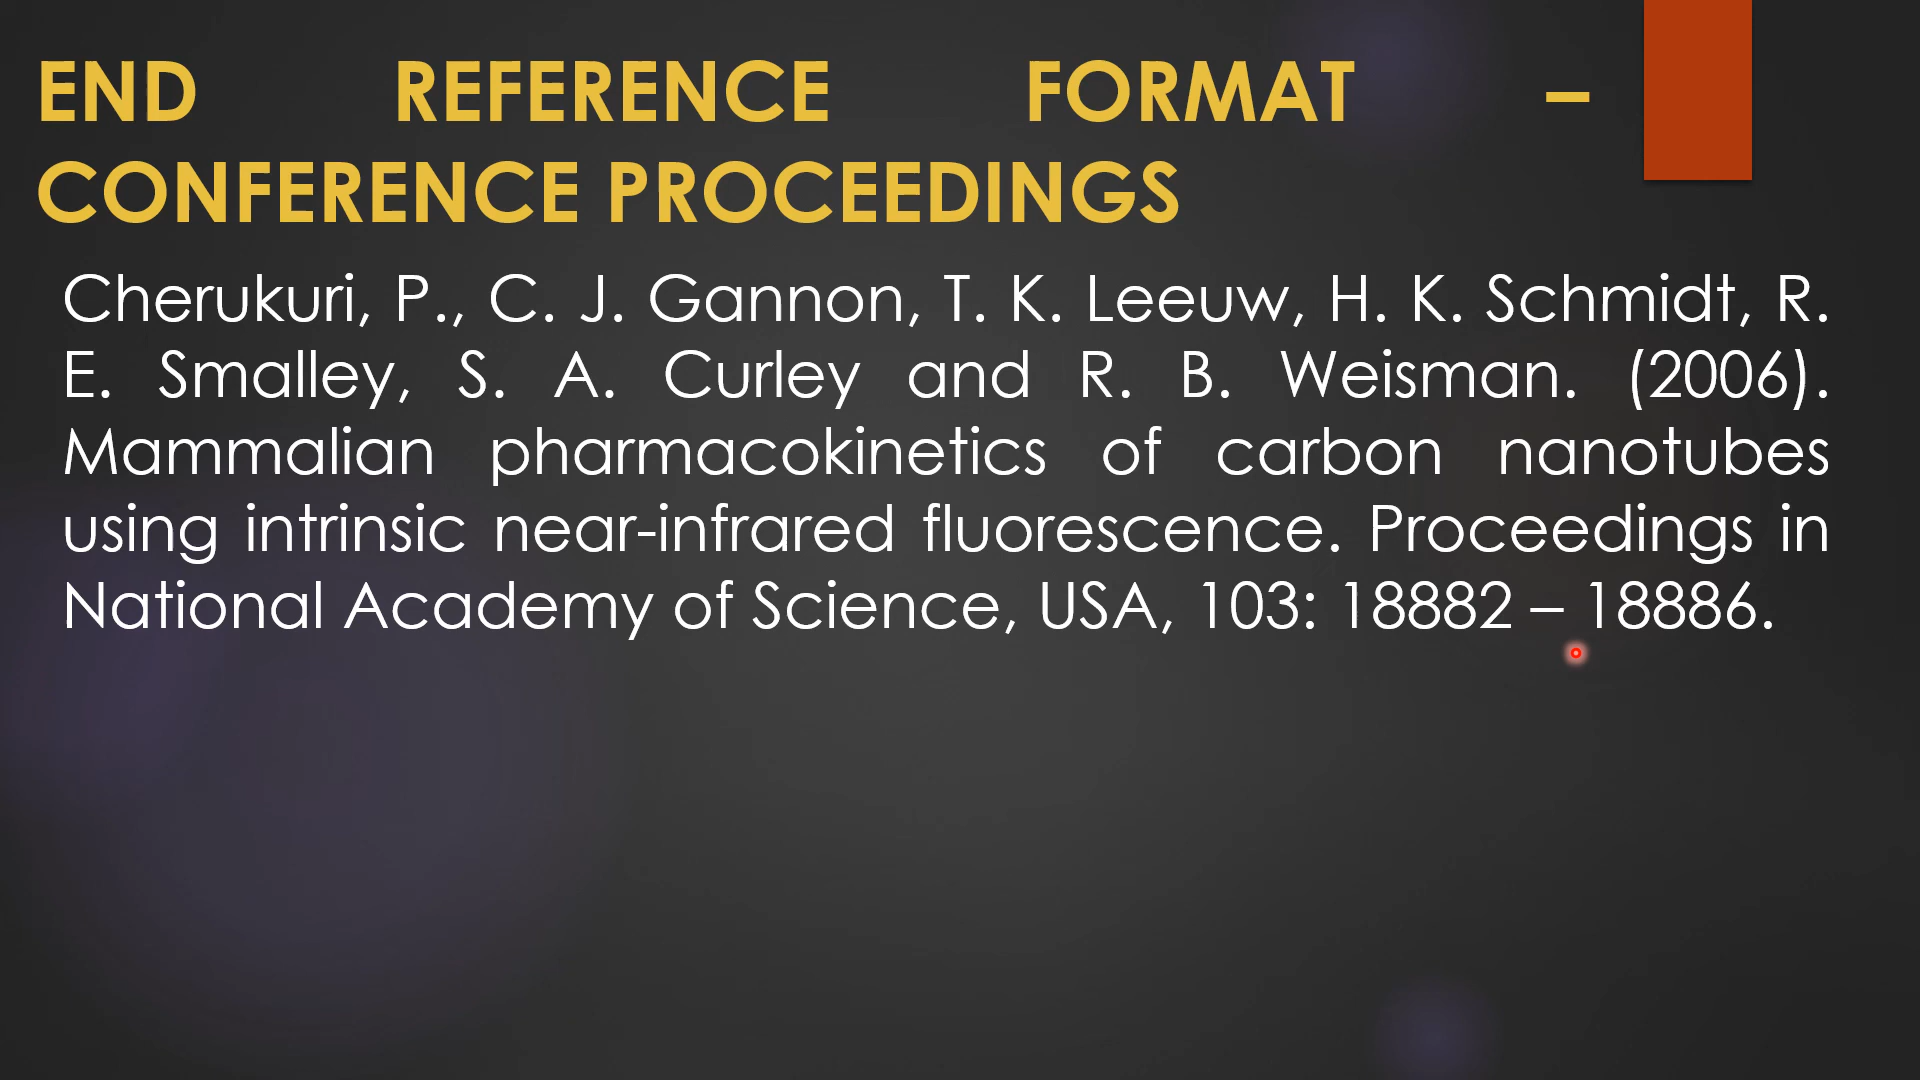 END REFERENCE FORMAT –
CONFERENCE PROCEEDINGS
Cherukuri, P., C. J. Gannon, T. K. Leeuw, H. K. Schmidt, R.
E. Smalley, S. A. Curley and R. B. Weisman. (2006).
Mammalian pharmacokinetics of carbon nanotubes
using intrinsic near-infrared fluorescence. Proceedings in
National Academy of Science, USA, 103: 18882 – 18886.